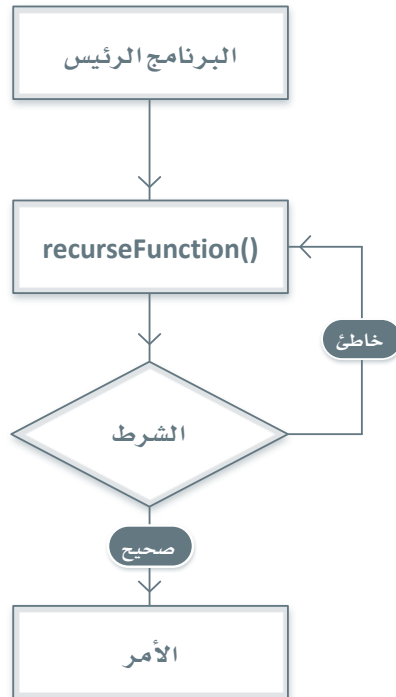 البرنامج الرئيس
recurseFunction()
خاطئ
الشرط
صحيح
الأمر